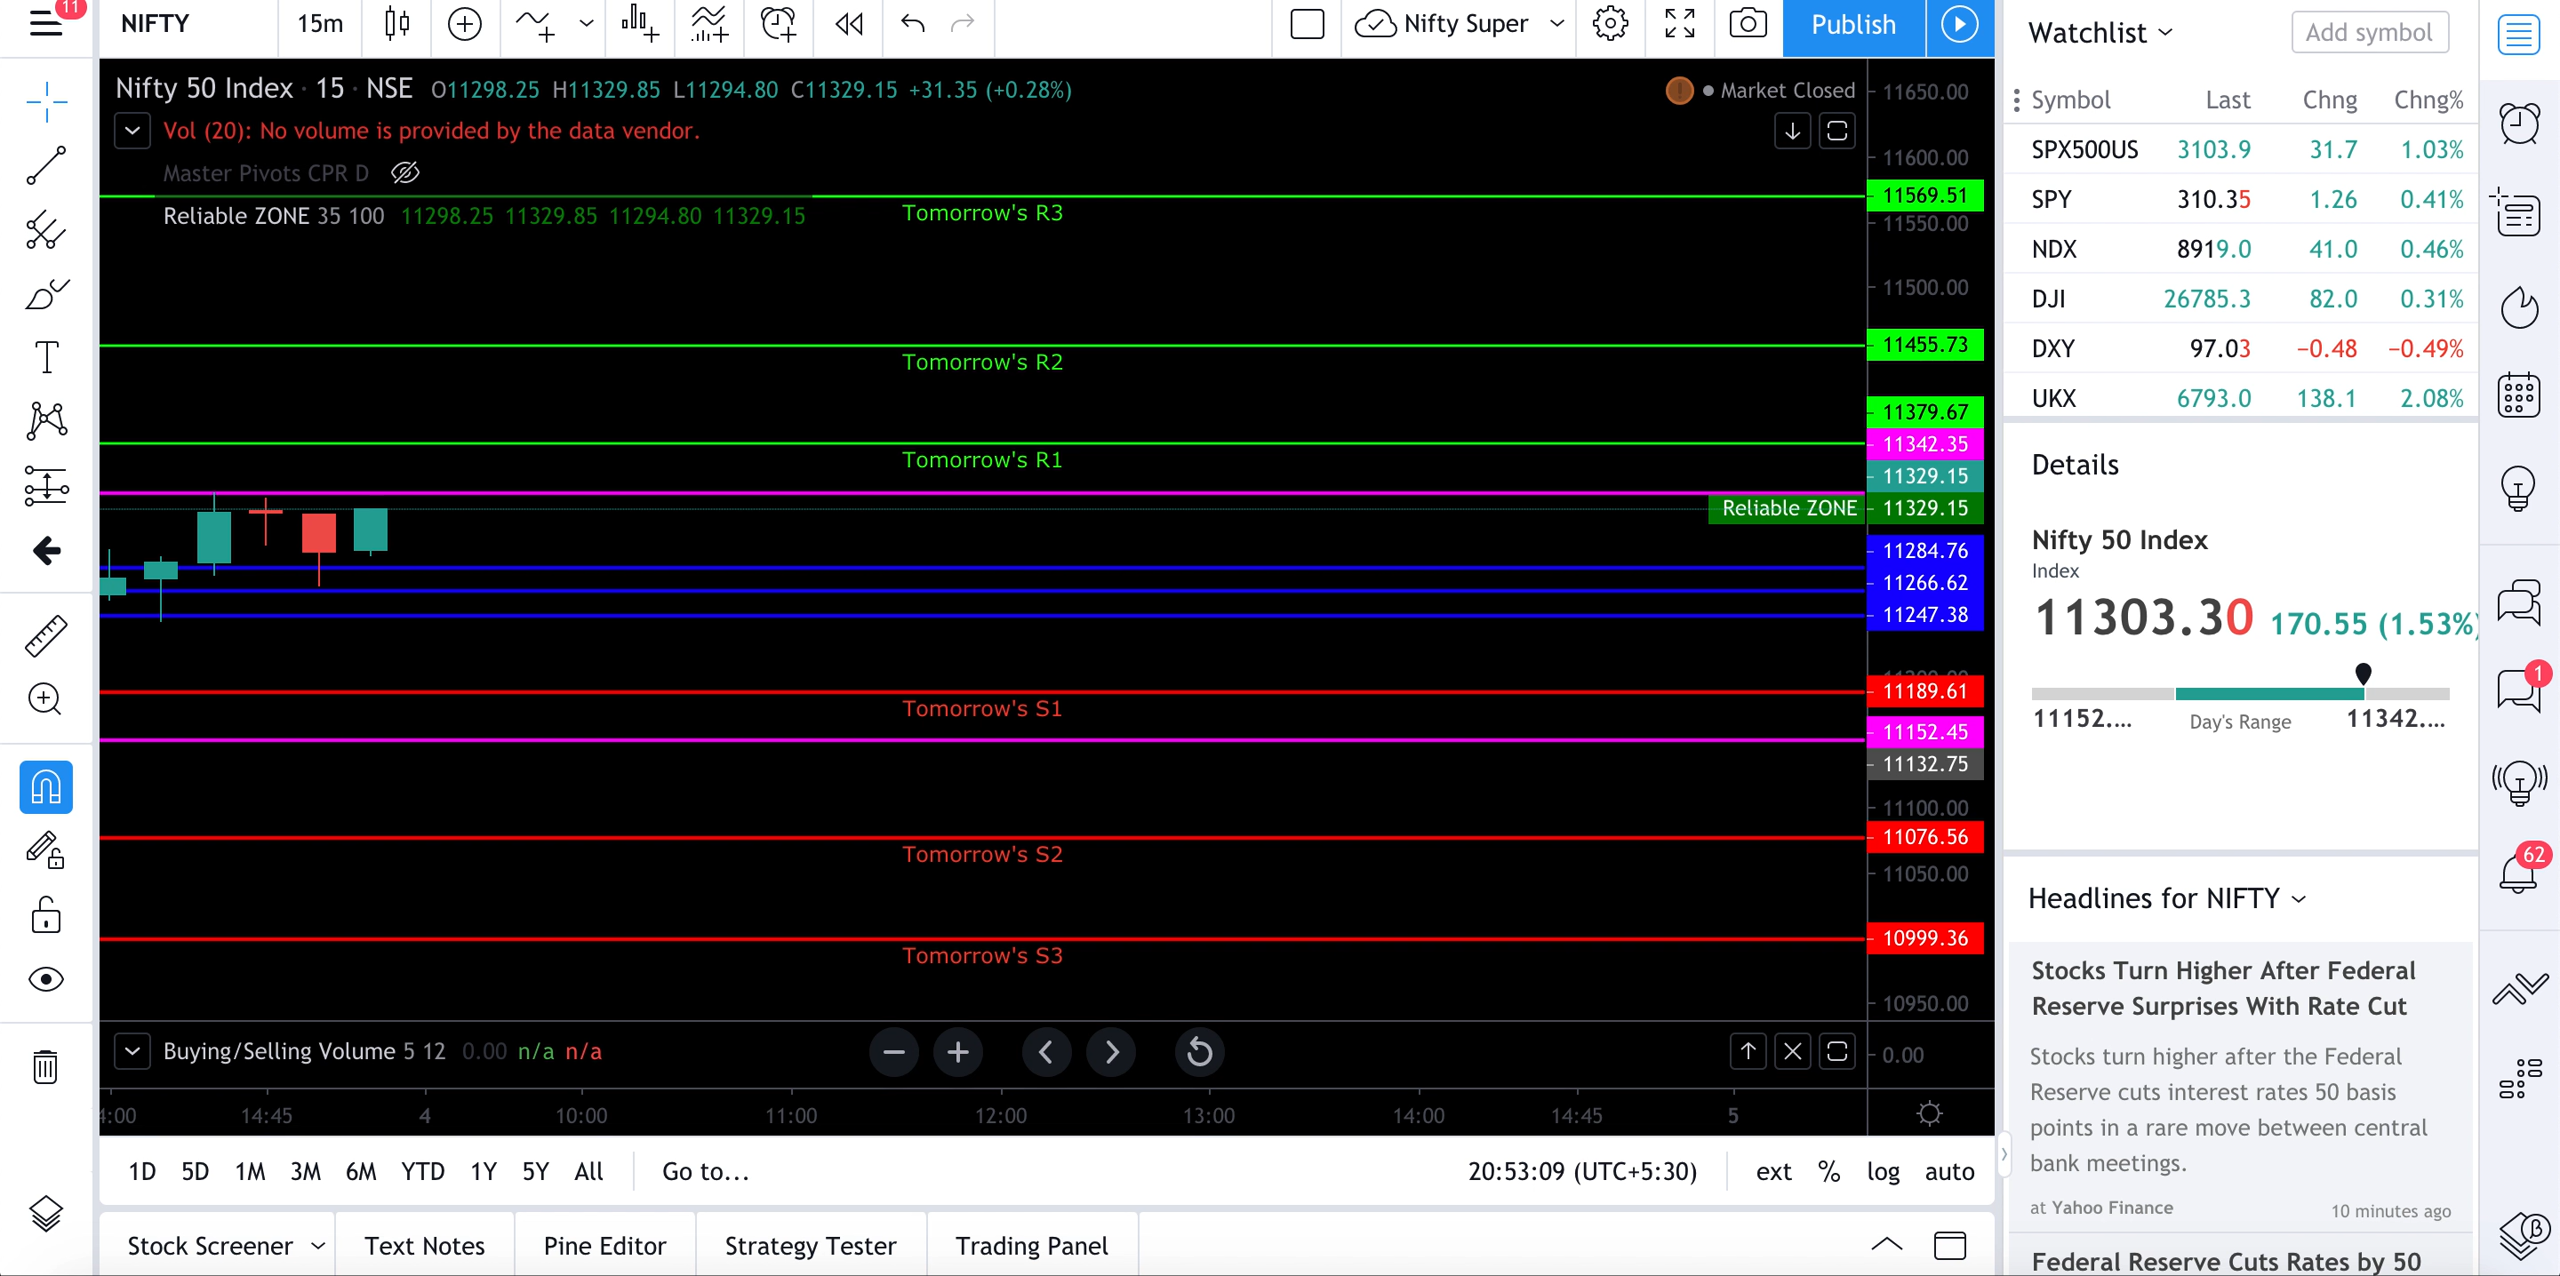 11
NIFTY
15m
Nifty Super
Publish
Nifty 50 Index · 15 · NSE O11298.25 H11329.85 L11294.80 C11329.15 +31.35 (+0.28%)
Market Closed
Vol (20): No volume is provided by the data vendor.
Master Pivots CPR D
Reliable ZONE 35 100 11298.25 11329.85 11294.80 11329.15
Tomorrow's R3
Tomorrow's R2
Tomorrow's R1
Reliable ZONE
Tomorrow's S1
Tomorrow's S2
Tomorrow's S3
11650.00
11600.00
11569.51
11550.00
11500.00
11455.73
11379.67
11342.35
11329.15
11329.15
11284.76
11266.62
11247.38
11189.61
11152.45
11132.75
11100.00
11076.56
11050.00
10999.36
10950.00
Buying/Selling Volume 5 12 0.00 n/a n/a
0.00
4:00 14:45 4 10:00 11:00 12:00 13:00 14:00 14:45 5
1D 5D 1M 3M 6M YTD 1Y 5Y All Go to... 20:53:09 (UTC+5:30) ext % log auto
Stock Screener Text Notes Pine Editor Strategy Tester Trading Panel
Watchlist Add symbol
Symbol Last Chng Chng%
SPX500US 3103.9 31.7 1.03%
SPY 310.35 1.26 0.41%
NDX 8919.0 41.0 0.46%
DJI 26785.3 82.0 0.31%
DXY 97.03 −0.48 −0.49%
UKX 6793.0 138.1 2.08%
Details
Nifty 50 Index
Index
11303.30 170.55 (1.53%)
11152.... Day's Range 11342....
Headlines for NIFTY
Stocks Turn Higher After Federal
Reserve Surprises With Rate Cut
Stocks turn higher after the Federal
Reserve cuts interest rates 50 basis
points in a rare move between central
bank meetings.
at Yahoo Finance 10 minutes ago
Federal Reserve Cuts Rates by 50
1
62
β